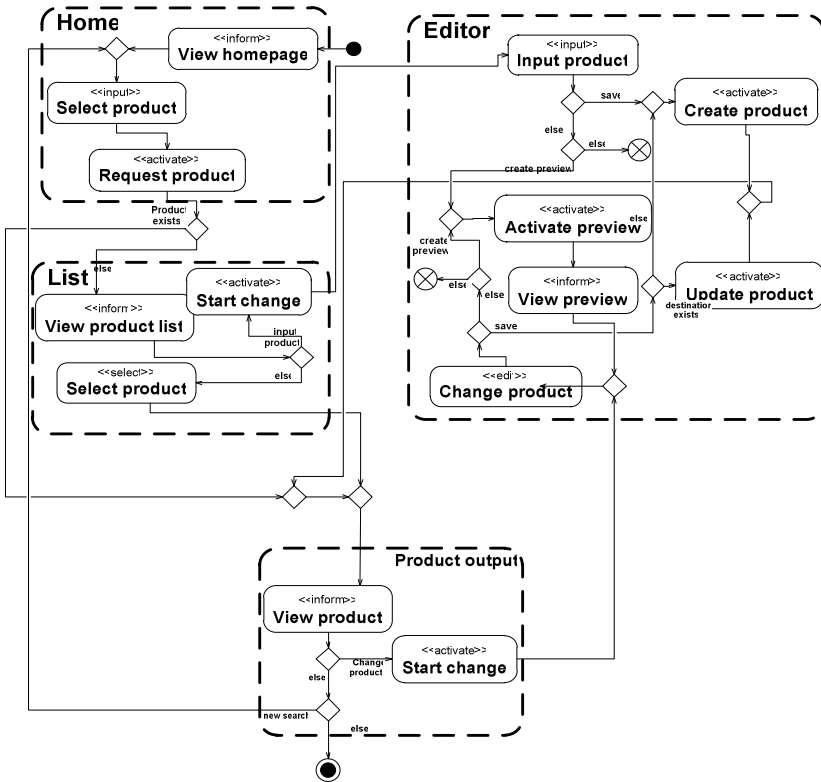 Home
<<inform>>
View homepage
<<input>>
Select product
<<activate>>
Request product
Product
exists
else
List
<<inform>>
View product list
<<activate>>
Start change
input
product
else
<<select>>
Select product
Editor
<<input>>
Input product
save
<<activate>>
Create product
else
else
create preview
<<activate>>
Activate preview
else
create
preview
else
else
<<inform>>
View preview
<<activate>>
Update product
destination
exists
save
<<edit>>
Change product
Product output
<<inform>>
View product
Change
product
<<activate>>
Start change
else
new search
else